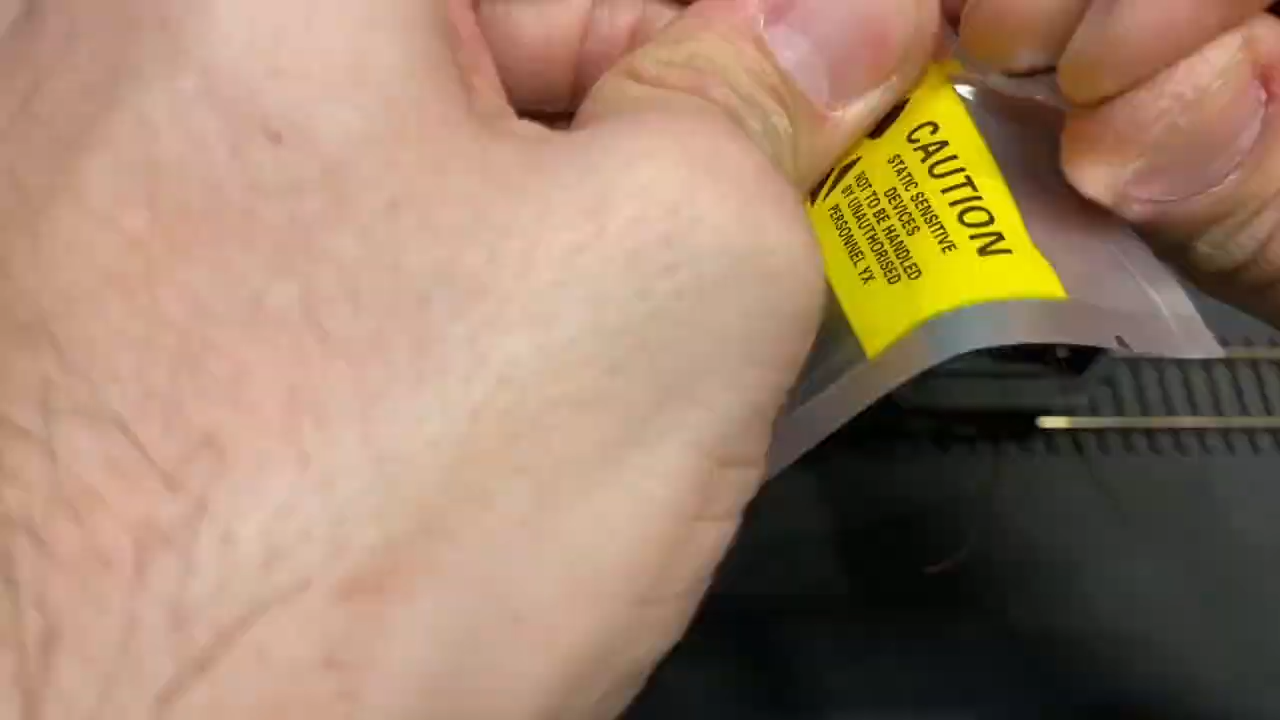 CAUTION
STATIC SENSITIVE
DEVICES
NOT TO BE HANDLED
BY UNAUTHORISED
PERSONNEL YX